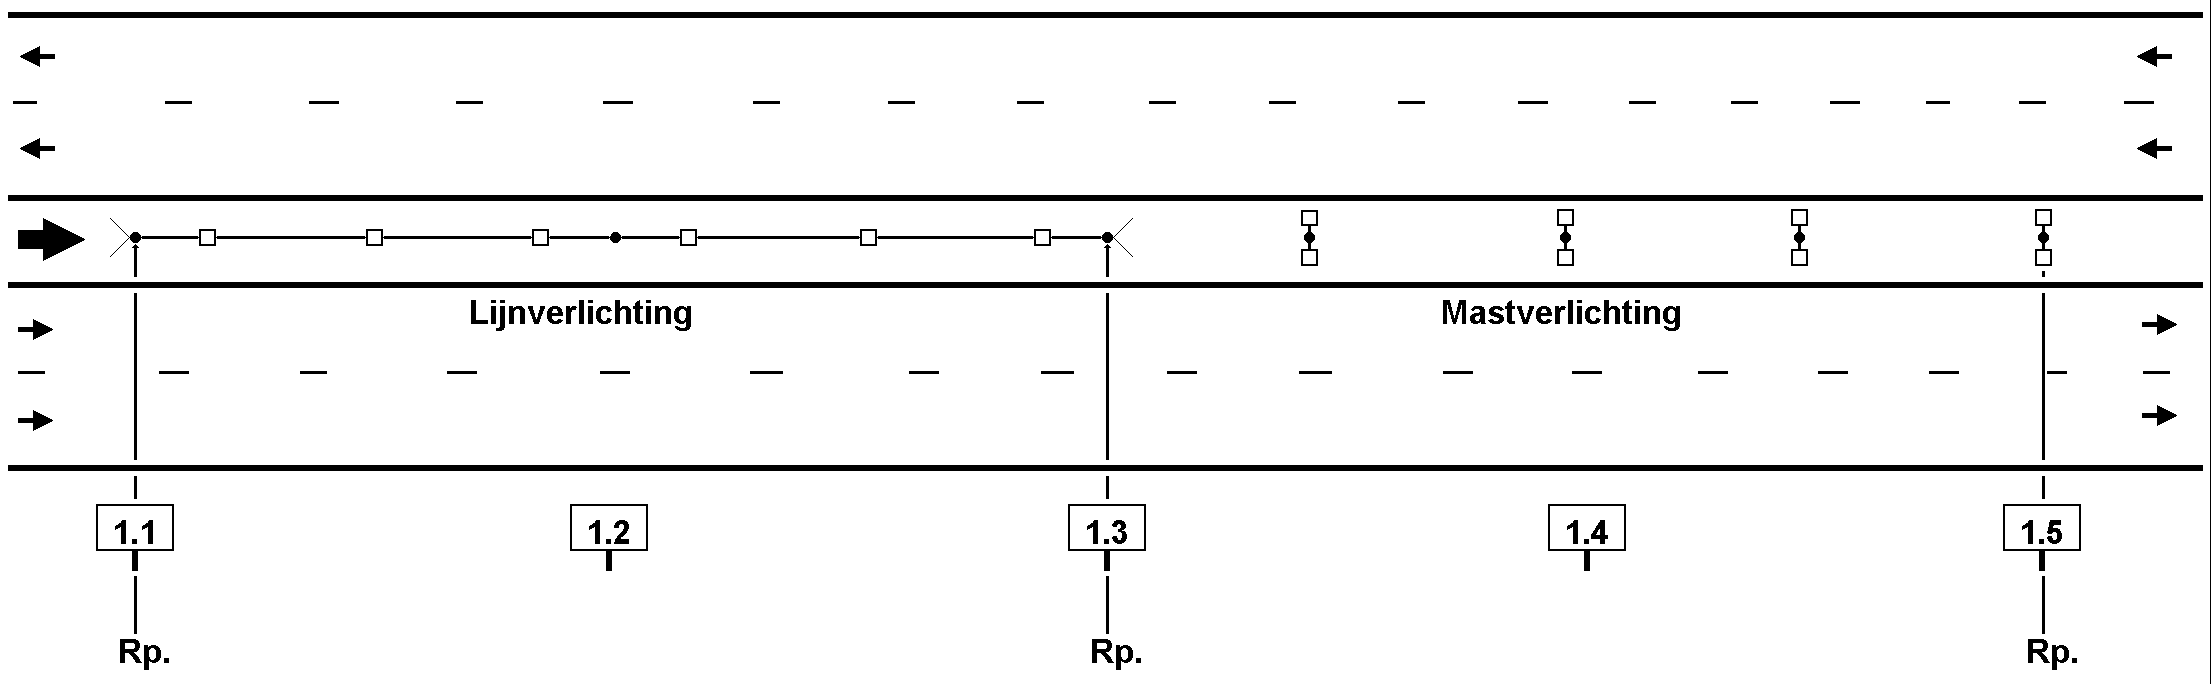 Lijnverlichting Mastverlichting
1.1 1.2 1.3 1.4 1.5
Rp. Rp. Rp.